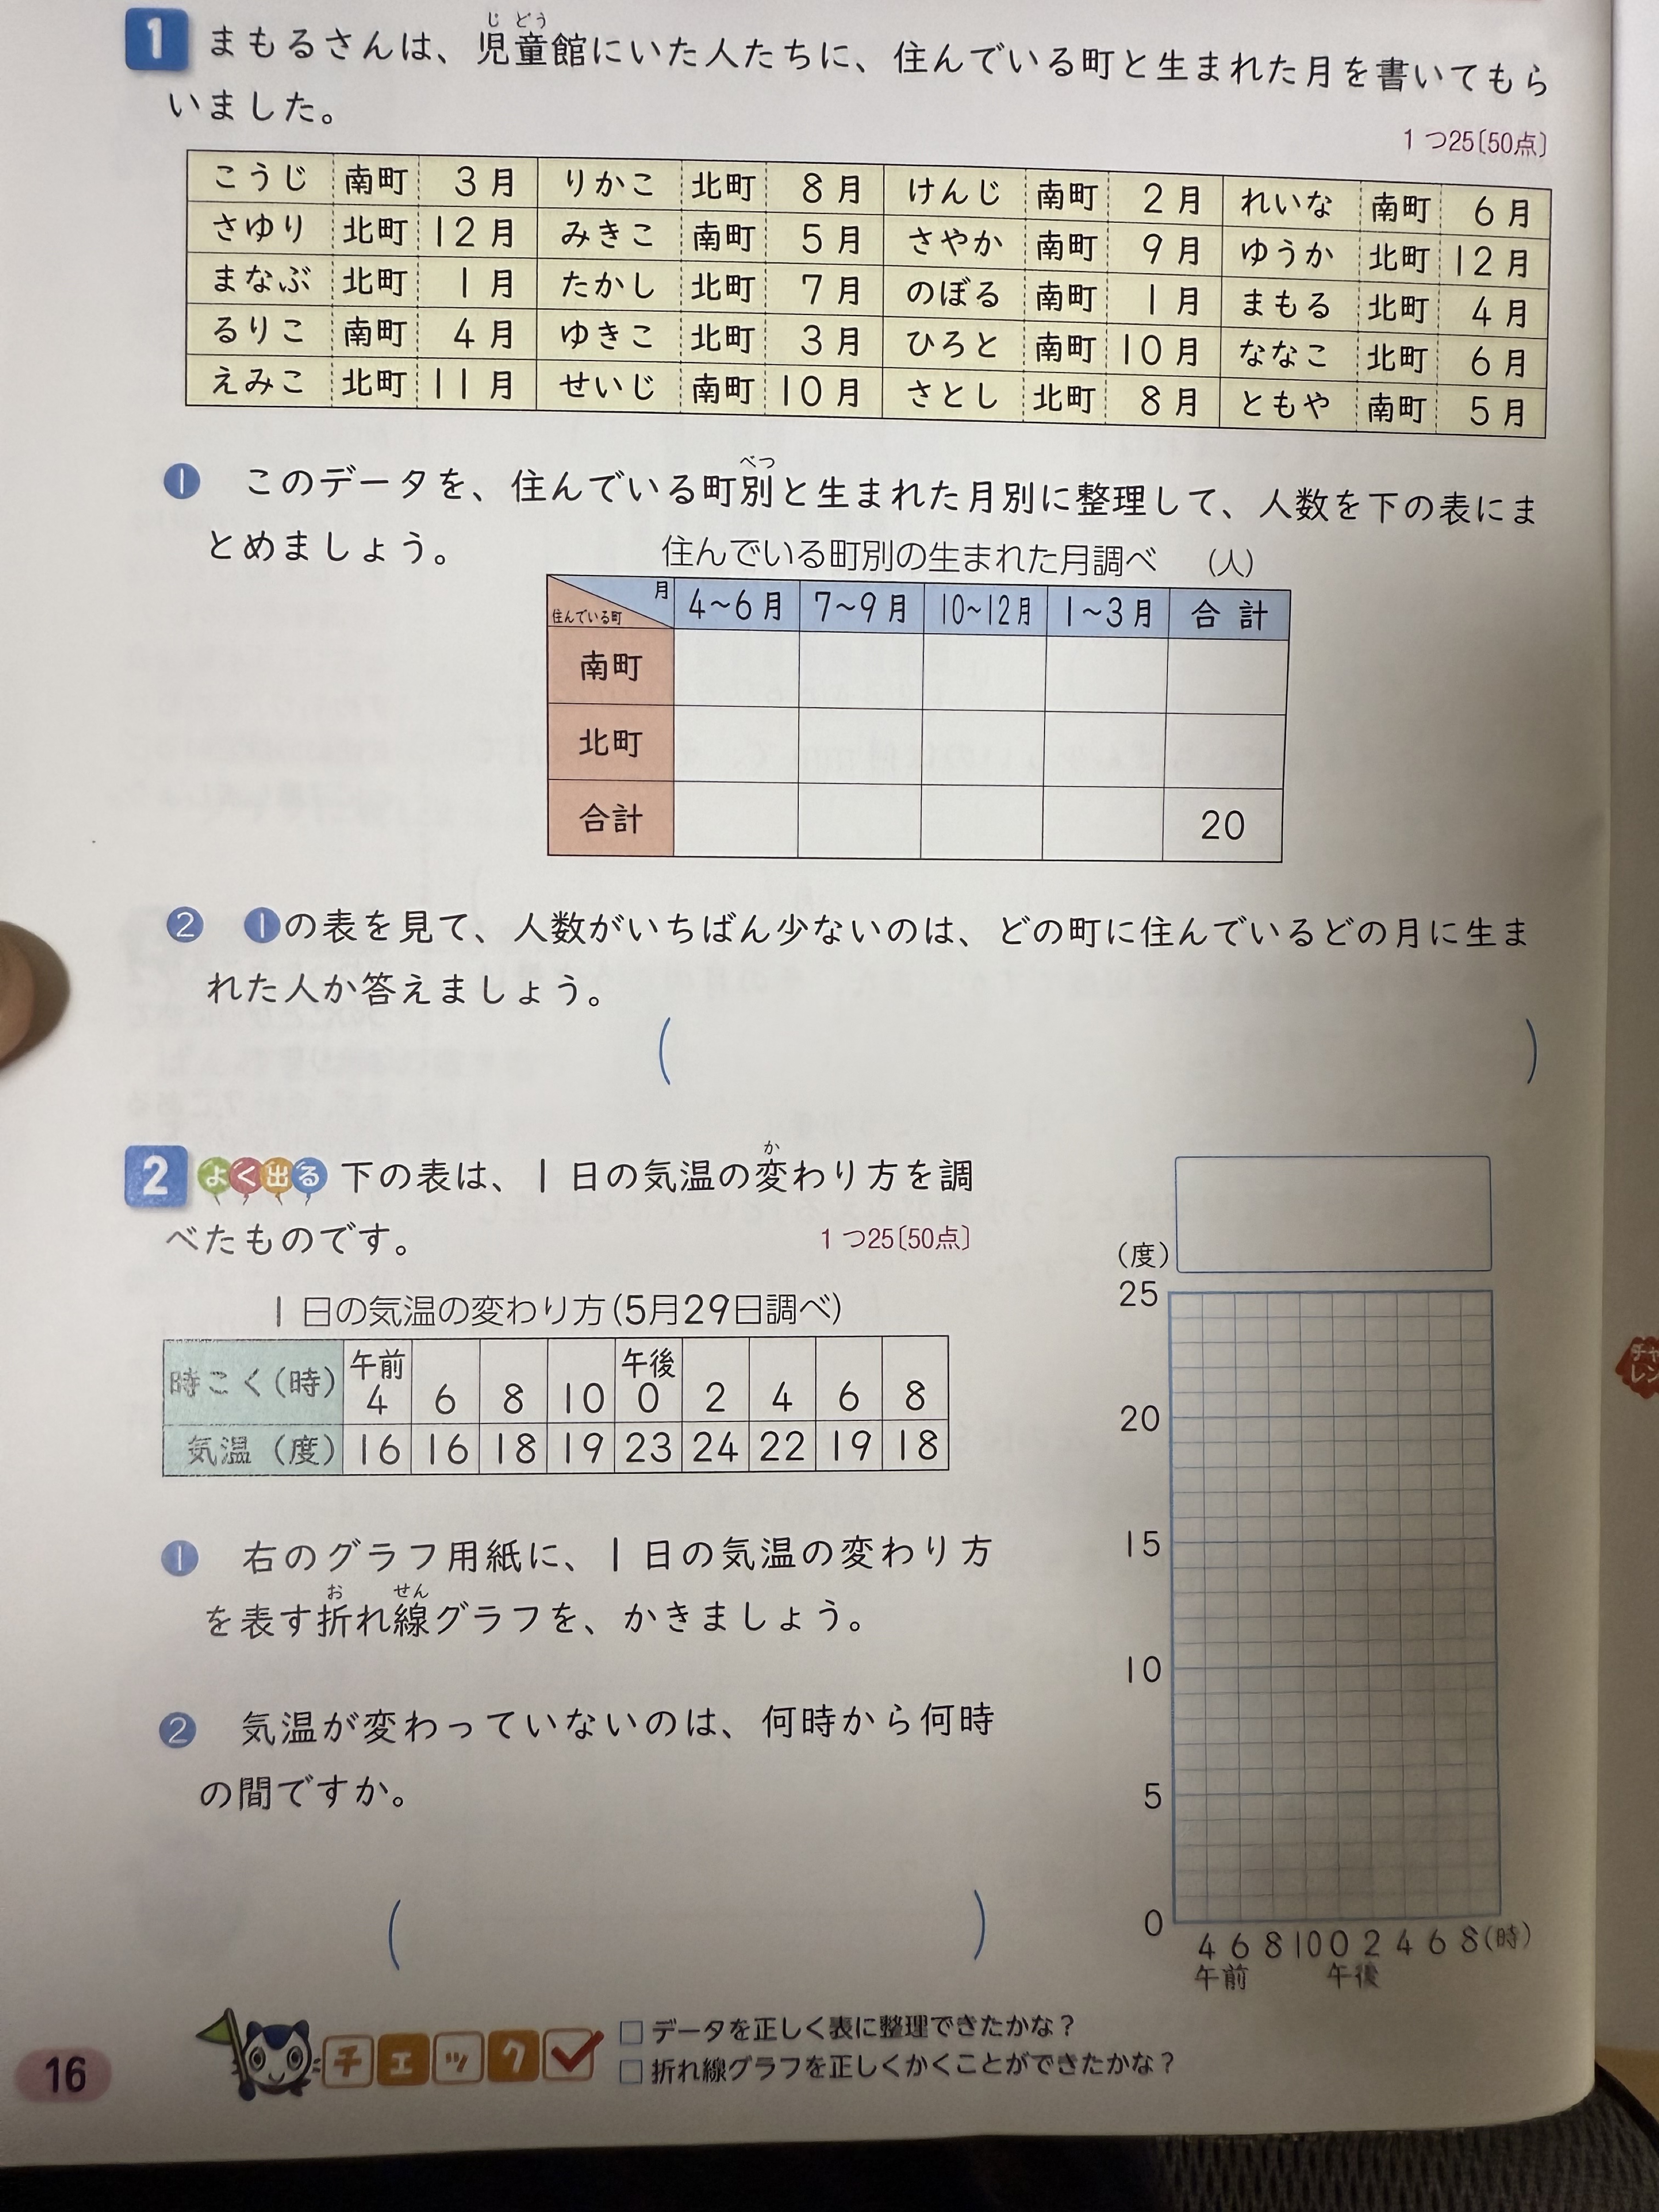 1 まもるさんは、児童館にいた人たちに、住んでいる町と生まれた月を書いてもら
じ どう
いました。
1つ25〔50点〕
こうじ 南町 3月 りかこ 北町 8月 けんじ 南町 2月 れいな 南町 6月
さゆり 北町 12月 みきこ 南町 5月 さやか 南町 9月 ゆうか 北町 12月
まなぶ 北町 1月 たかし 北町 7月 のぼる 南町 1月 まもる 北町 4月
るりこ 南町 4月 ゆきこ 北町 3月 ひろと 南町 10月 ななこ 北町 6月
えみこ 北町 11月 せいじ 南町 10月 さとし 北町 8月 ともや 南町 5月
べつ
❶ このデータを、住んでいる町別と生まれた月別に整理して、人数を下の表にま
とめましょう。
住んでいる町別の生まれた月調べ (人)
月
住んでいる町
4~6月 7~9月 10~12月 1~3月 合計
南町
北町
合計 20
❷ ❶の表を見て、人数がいちばん少ないのは、どの町に住んでいるどの月に生ま
れた人か答えましょう。
( )
か
2 よく出る 下の表は、1日の気温の変わり方を調
べたものです。
1つ25〔50点〕
1日の気温の変わり方(5月29日調べ)
時こく(時) 午前4 6 8 10 午後0 2 4 6 8
気温(度) 16 16 18 19 23 24 22 19 18
❶ 右のグラフ用紙に、1日の気温の変わり方
お せん
を表す折れ線グラフを、かきましょう。
❷ 気温が変わっていないのは、何時から何時
の間ですか。
( )
(度)
25
20
15
10
5
0
4 6 8 10 0 2 4 6 8(時)
午前 午後
チェック
□ データを正しく表に整理できたかな?
□ 折れ線グラフを正しくかくことができたかな?
16